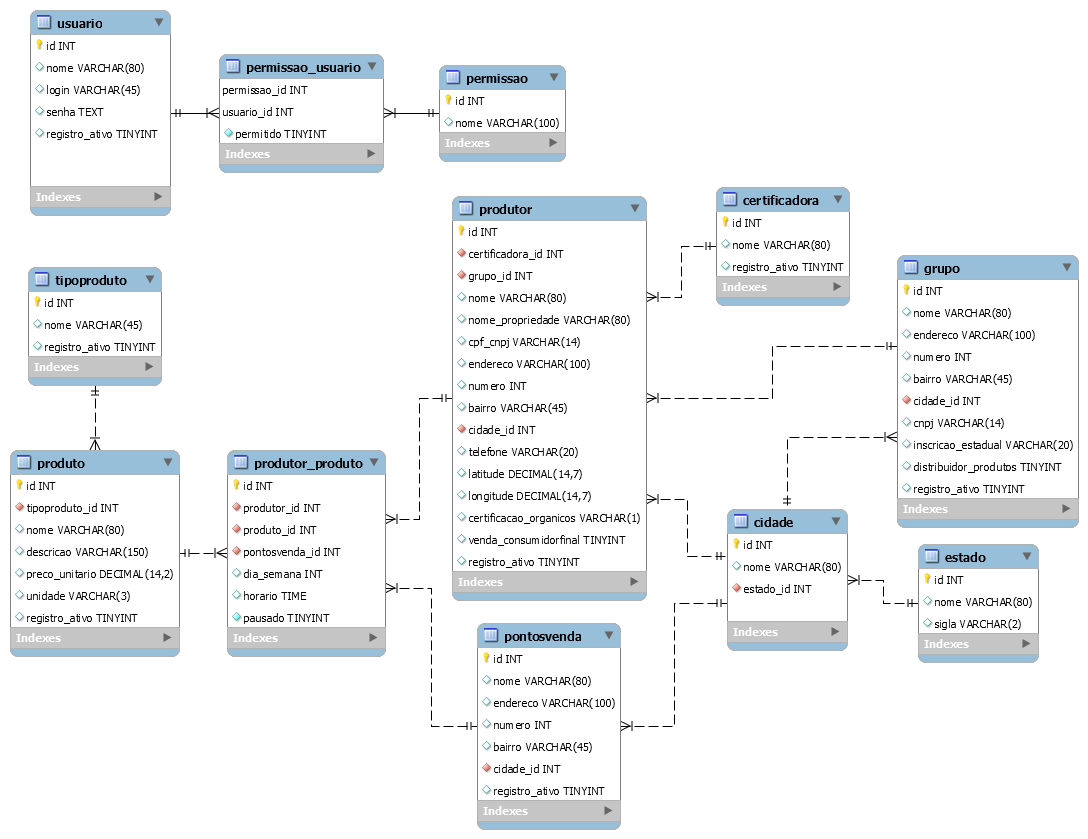 usuario
id INT
nome VARCHAR(80)
login VARCHAR(45)
senha TEXT
registro_ativo TINYINT
Indexes
permissao_usuario
permissao_id INT
usuario_id INT
permitido TINYINT
Indexes
permissao
id INT
nome VARCHAR(100)
Indexes
produtor
id INT
certificadora_id INT
grupo_id INT
nome VARCHAR(80)
nome_propriedade VARCHAR(80)
cpf_cnpj VARCHAR(14)
endereco VARCHAR(100)
numero INT
bairro VARCHAR(45)
cidade_id INT
telefone VARCHAR(20)
latitude DECIMAL(14,7)
longitude DECIMAL(14,7)
certificacao_organicos VARCHAR(1)
venda_consumidorfinal TINYINT
registro_ativo TINYINT
Indexes
certificadora
id INT
nome VARCHAR(80)
registro_ativo TINYINT
Indexes
grupo
id INT
nome VARCHAR(80)
endereco VARCHAR(100)
numero INT
bairro VARCHAR(45)
cidade_id INT
cnpj VARCHAR(14)
inscricao_estadual VARCHAR(20)
distribuidor_produtos TINYINT
registro_ativo TINYINT
Indexes
tipoproduto
id INT
nome VARCHAR(45)
registro_ativo TINYINT
Indexes
produto
id INT
tipoproduto_id INT
nome VARCHAR(80)
descricao VARCHAR(150)
preco_unitario DECIMAL(14,2)
unidade VARCHAR(3)
registro_ativo TINYINT
Indexes
produtor_produto
id INT
produtor_id INT
produto_id INT
pontosvenda_id INT
dia_semana INT
horario TIME
pausado TINYINT
Indexes
cidade
id INT
nome VARCHAR(80)
estado_id INT
Indexes
estado
id INT
nome VARCHAR(80)
sigla VARCHAR(2)
Indexes
pontosvenda
id INT
nome VARCHAR(80)
endereco VARCHAR(100)
numero INT
bairro VARCHAR(45)
cidade_id INT
registro_ativo TINYINT
Indexes